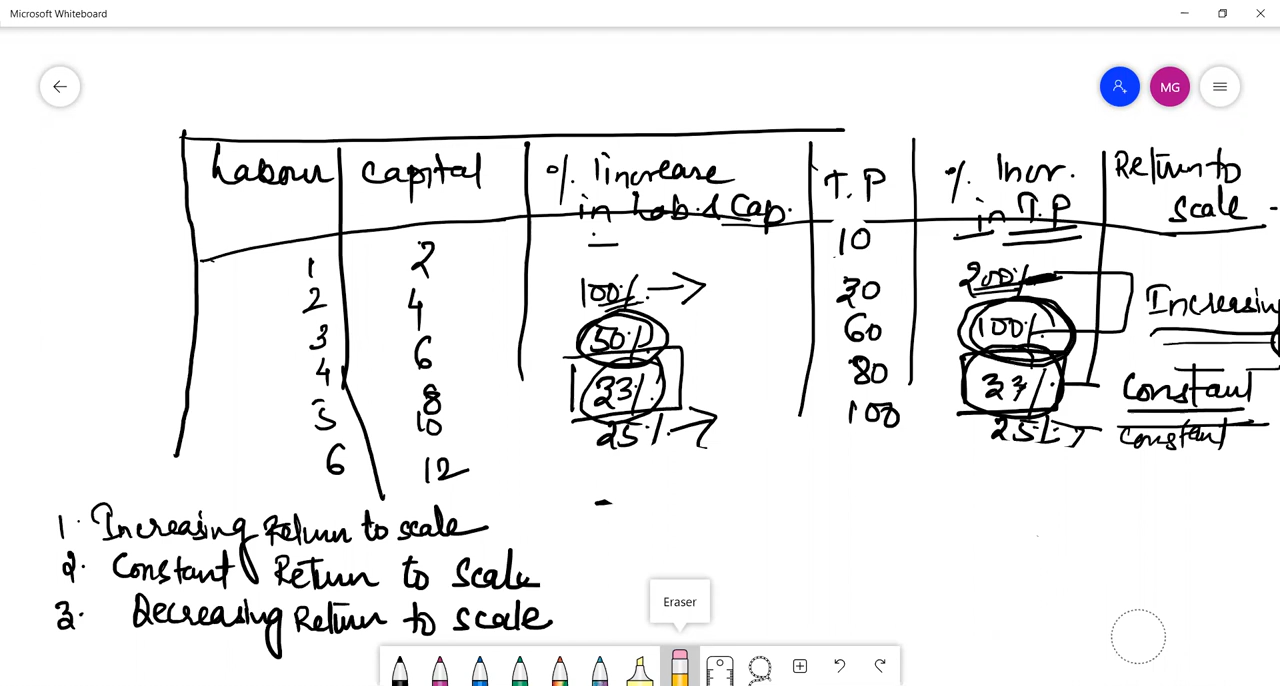 Microsoft Whiteboard
MG
Labour Capital % Increase in Lab. & Cap. T.P % Incr. in T.P Return to Scale
1 2 — 10 —
2 4 100% → 30 200% Increasing
3 6 50% 60 100%
4 8 33% 80 33% Constant
5 10 25% → 100 25% → Constant
6 12 -
1. Increasing Return to scale
2. Constant Return to Scale
3. Decreasing Return to scale
Eraser